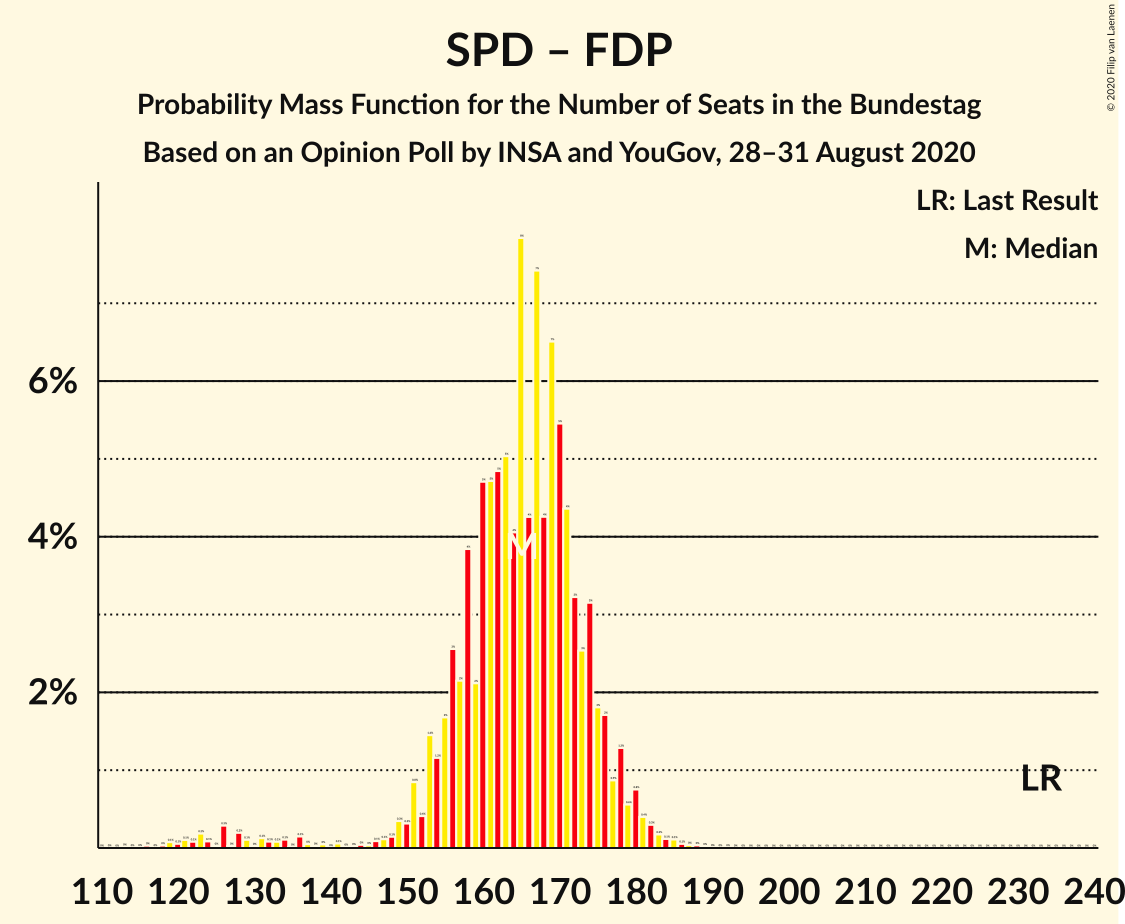 SPD – FDP
Probability Mass Function for the Number of Seats in the Bundestag
Based on an Opinion Poll by INSA and YouGov, 28–31 August 2020
© 2020 Filip van Laenen
LR: Last Result
M: Median
6%
4%
2%
M
LR
110 120 130 140 150 160 170 180 190 200 210 220 230 240